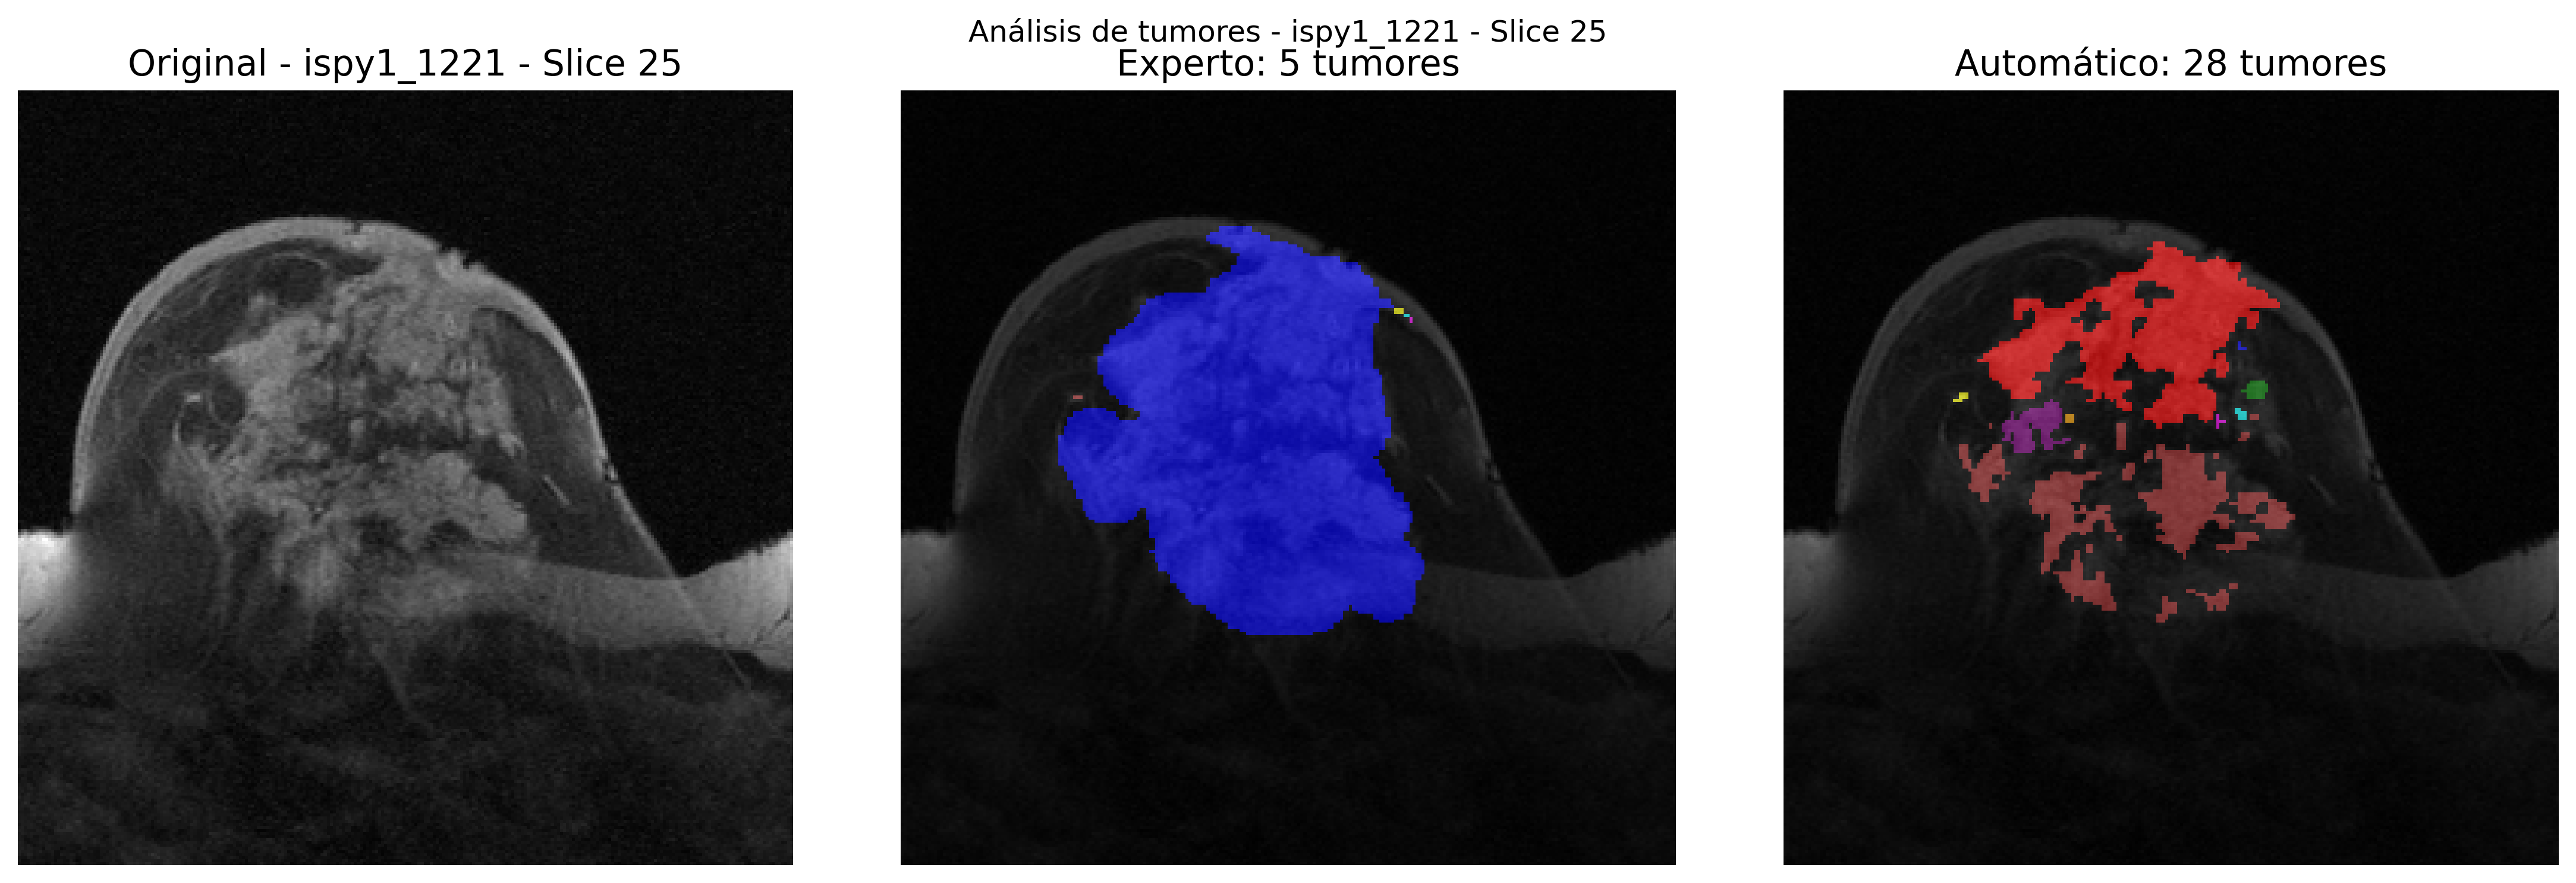 Análisis de tumores - ispy1_1221 - Slice 25
Original - ispy1_1221 - Slice 25
Experto: 5 tumores
Automático: 28 tumores